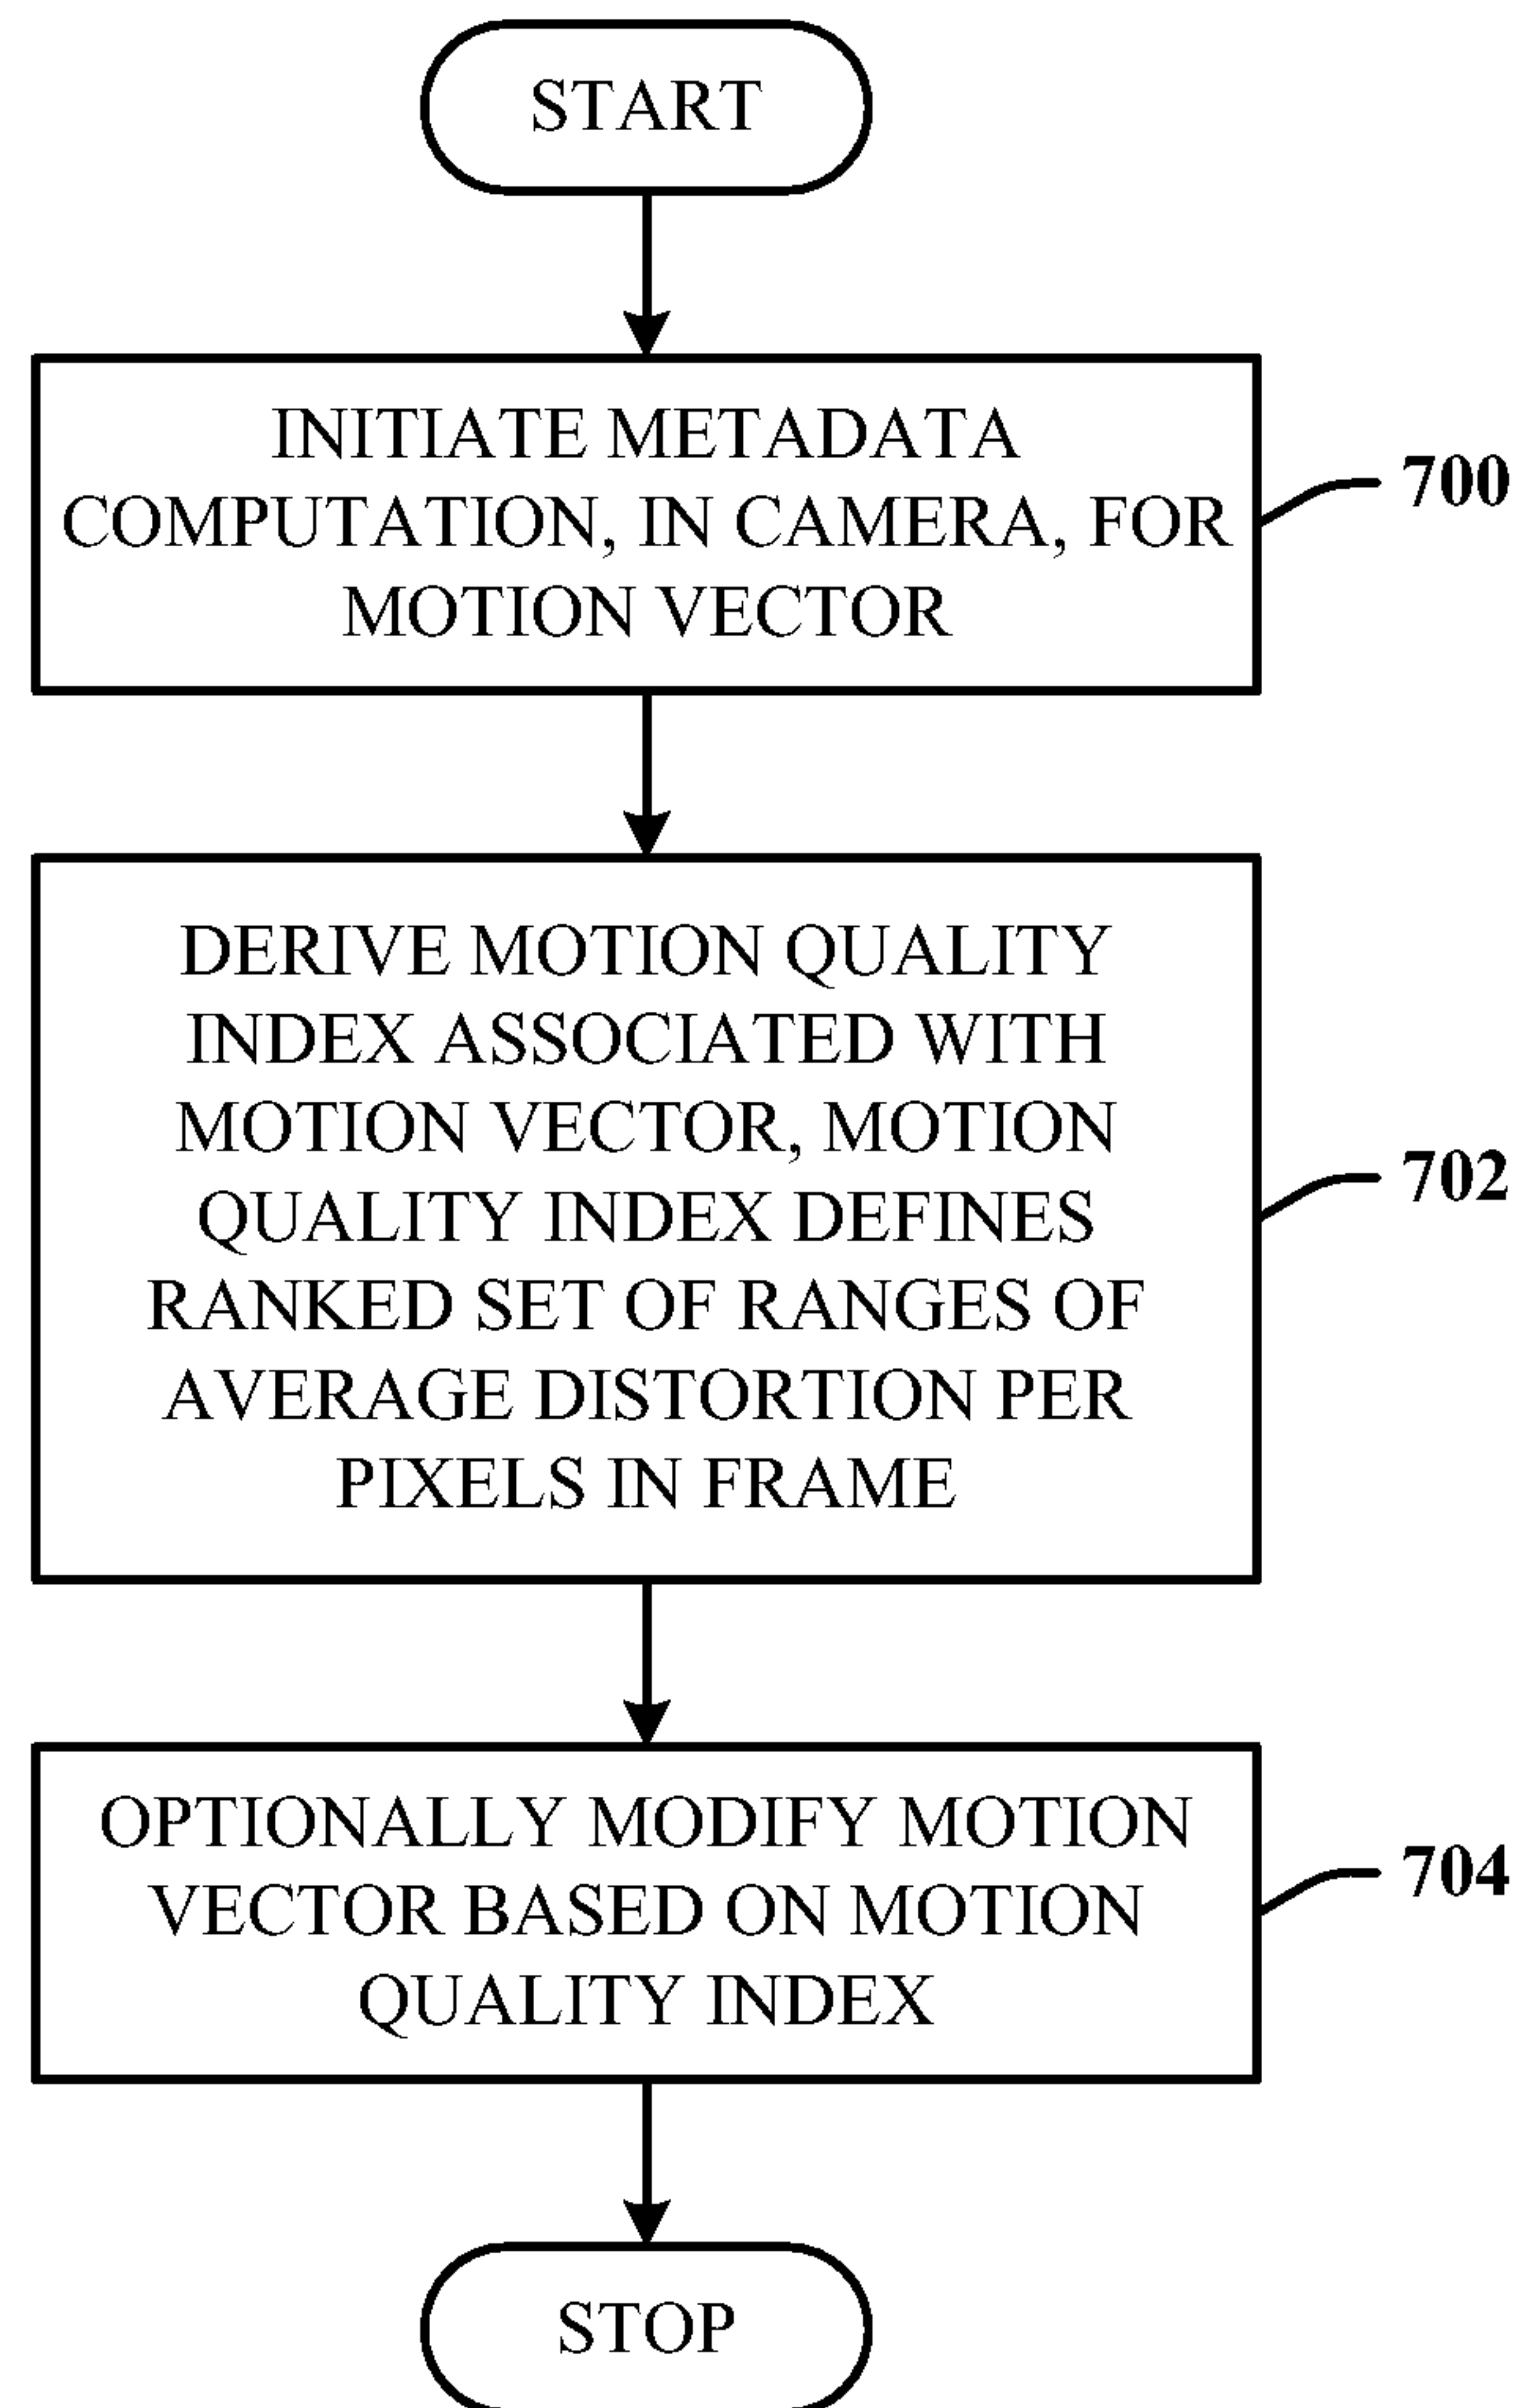 START
INITIATE METADATA
COMPUTATION, IN CAMERA, FOR
MOTION VECTOR
700
DERIVE MOTION QUALITY
INDEX ASSOCIATED WITH
MOTION VECTOR, MOTION
QUALITY INDEX DEFINES
RANKED SET OF RANGES OF
AVERAGE DISTORTION PER
PIXELS IN FRAME
702
OPTIONALLY MODIFY MOTION
VECTOR BASED ON MOTION
QUALITY INDEX
704
STOP